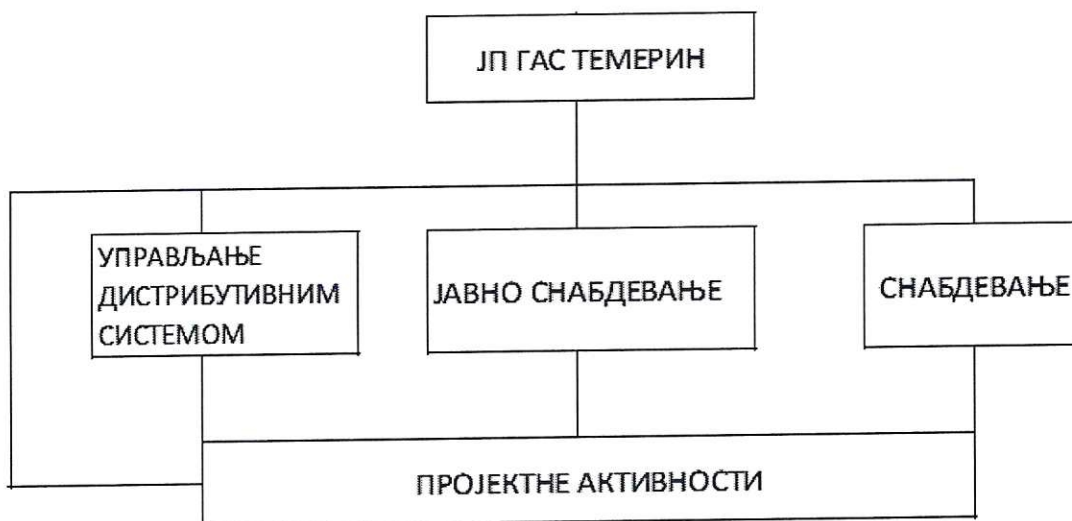 ЈП ГАС ТЕМЕРИН
УПРАВЉАЊЕ
ДИСТРИБУТИВНИМ
СИСТЕМОМ
ЈАВНО СНАБДЕВАЊЕ
СНАБДЕВАЊЕ
ПРОЈЕКТНЕ АКТИВНОСТИ